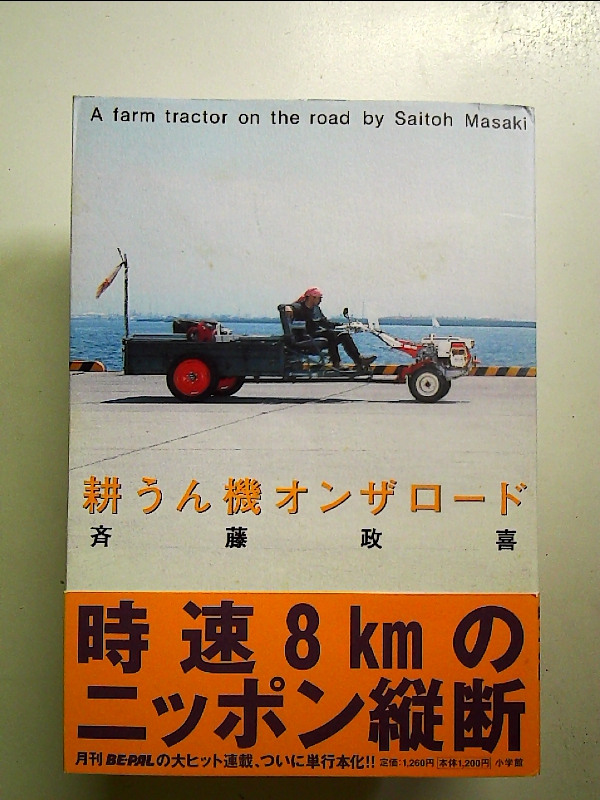 A farm tractor on the road by Saitoh Masaki
耕うん機オンザロード
斉藤政喜
時速8kmの
ニッポン縦断
月刊BE-PALの大ヒット連載、ついに単行本化!! 定価:1,260円 本体1,200円 小学館